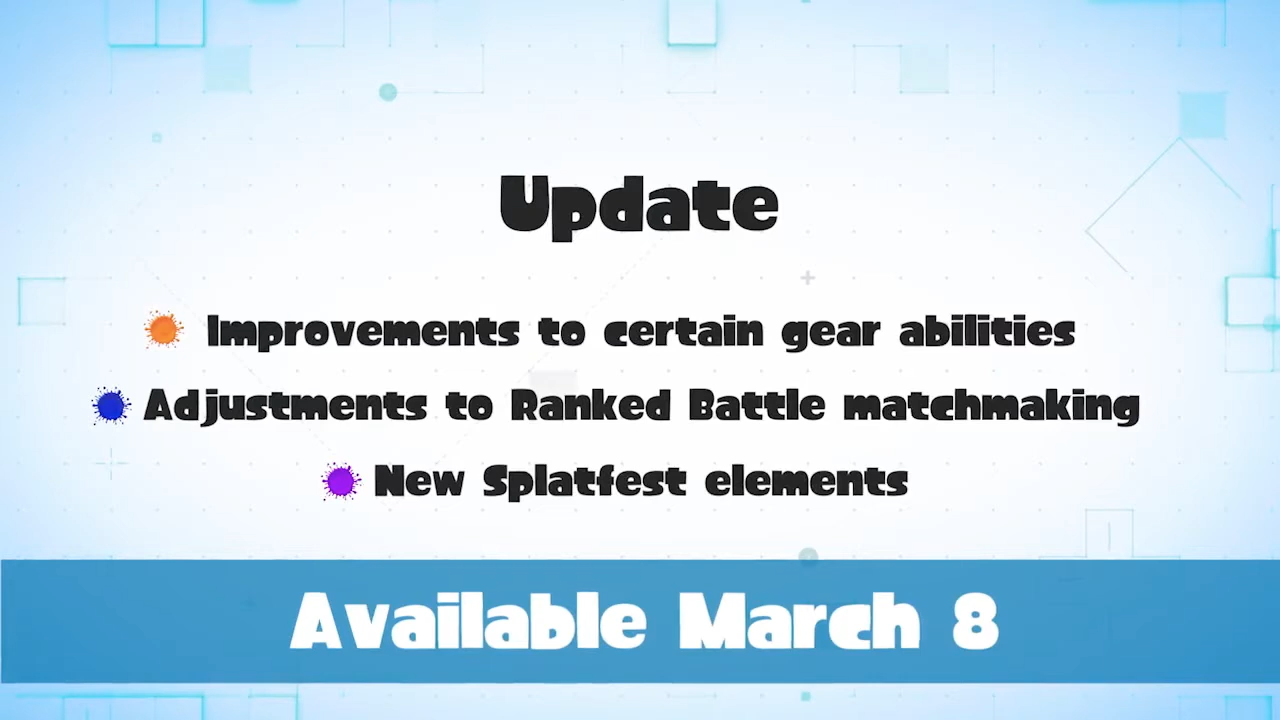 Update
Improvements to certain gear abilities
Adjustments to Ranked Battle matchmaking
New Splatfest elements
Available March 8